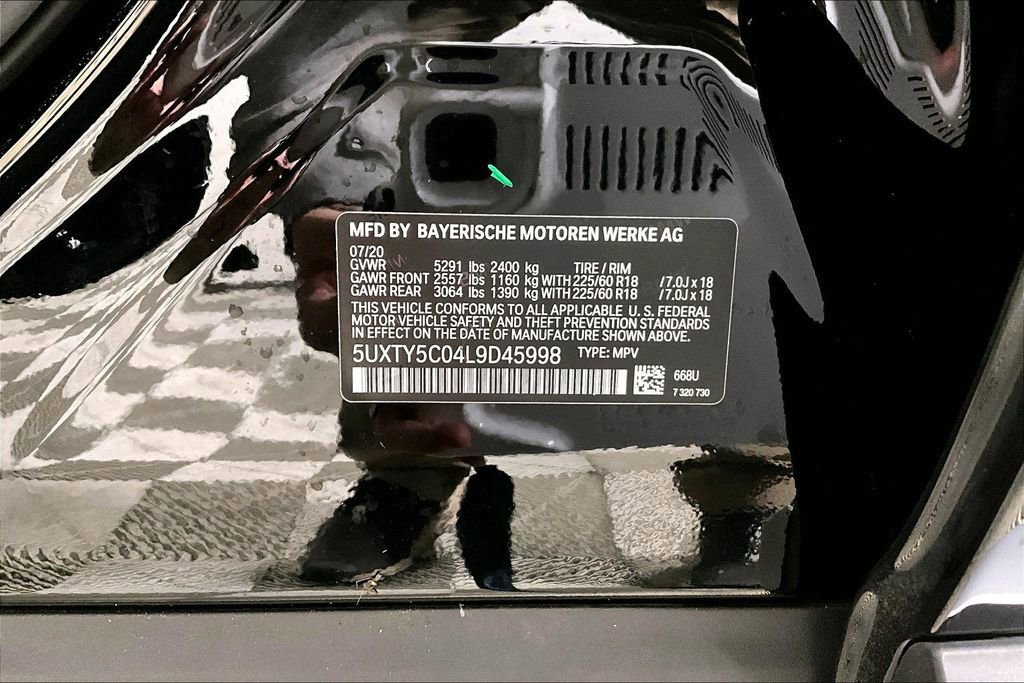 MFD BY BAYERISCHE MOTOREN WERKE AG
07/20
GVWR 5291 lbs 2400 kg TIRE / RIM
GAWR FRONT 2557 lbs 1160 kg WITH 225/60 R18 /7.0J x 18
GAWR REAR 3064 lbs 1390 kg WITH 225/60 R18 /7.0J x 18
THIS VEHICLE CONFORMS TO ALL APPLICABLE U. S. FEDERAL
MOTOR VEHICLE SAFETY AND THEFT PREVENTION STANDARDS
IN EFFECT ON THE DATE OF MANUFACTURE SHOWN ABOVE.
5UXTY5C04L9D45998 TYPE: MPV
668U
7 320 730